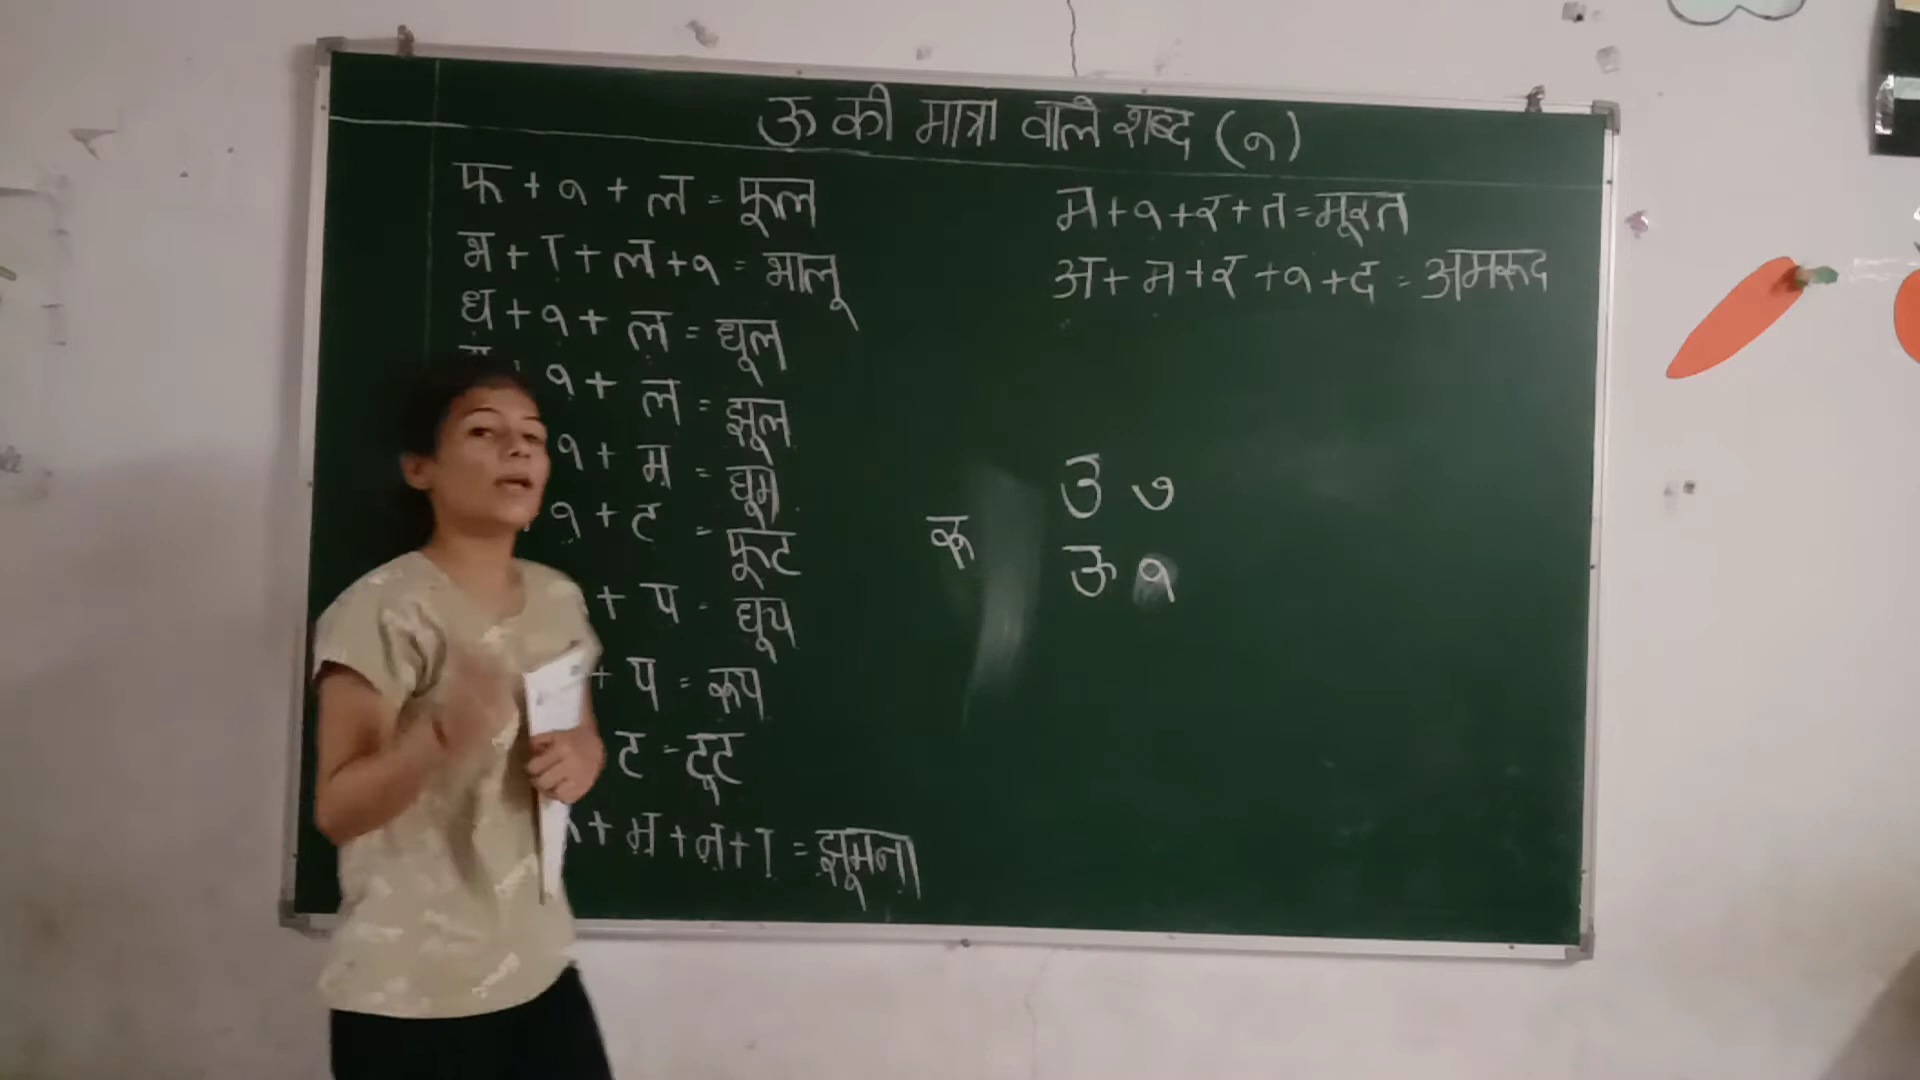 ऊ की मात्रा वाले शब्द (ू)
फ + ू + ल = फूल
भ + ा + ल + ू = भालू
ध + ू + ल = धूल
ू + ल = झूल
ू + म = घूम
ू + ट = फूट
+ प - धूप
+ प = कूप
ट = टूट
+ म + न + ा = झूमना
म + ू + र + त = मूरत
अ + म + र + ू + द = अमरूद
उ ु
क
ऊ ू